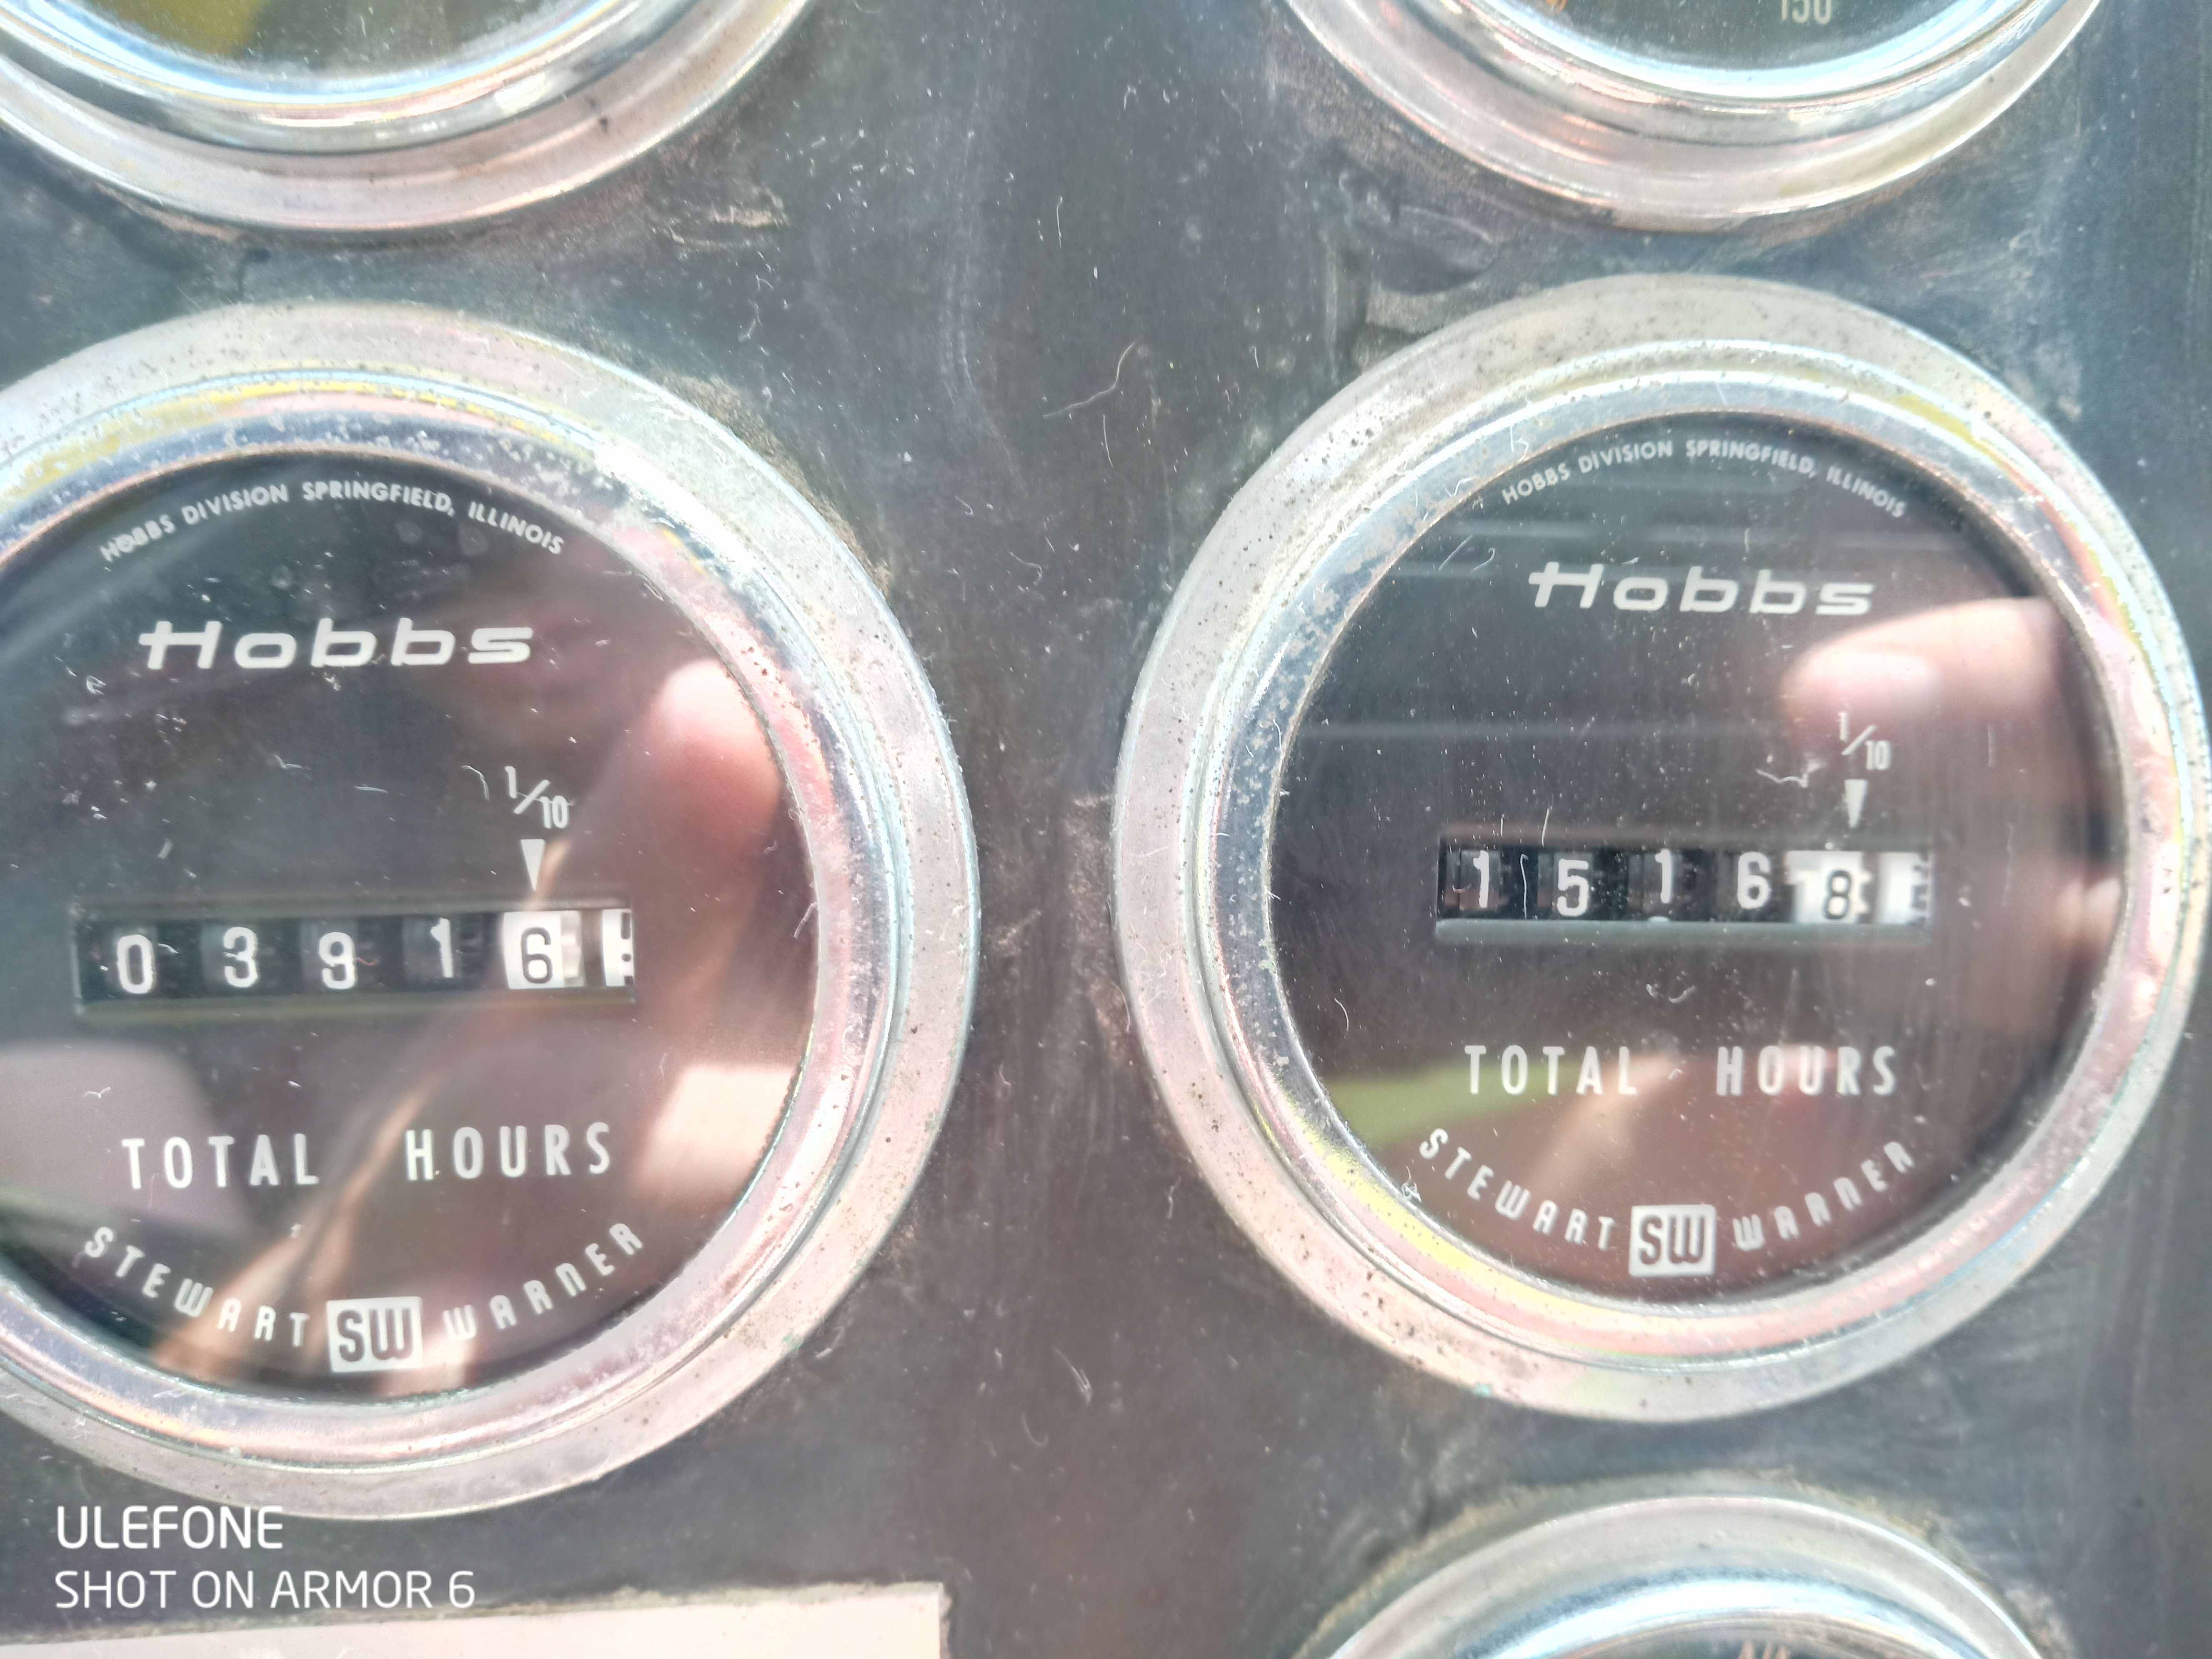 150
HOBBS DIVISION SPRINGFIELD, ILLINOIS
Hobbs
1/10
0 3 9 1 6
TOTAL HOURS
STEWART SW WARNER
HOBBS DIVISION SPRINGFIELD, ILLINOIS
Hobbs
1/10
1 5 1 6 8
TOTAL HOURS
STEWART SW WARNER
ULEFONE
SHOT ON ARMOR 6